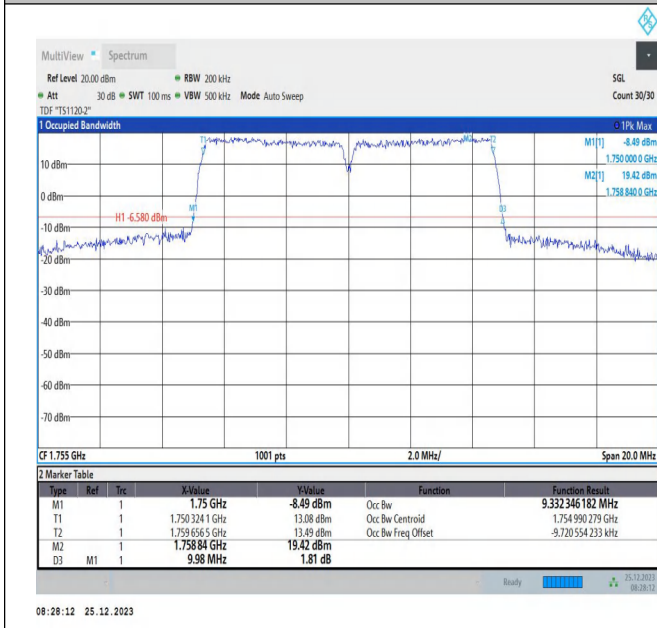 R S
MultiView Spectrum
Ref Level 20.00 dBm RBW 200 kHz SGL
Att 30 dB SWT 100 ms VBW 500 kHz Mode Auto Sweep Count 30/30
TDF "TS1120-2"
1 Occupied Bandwidth 1Pk Max
M1[1] -8.49 dBm
1.750 000 0 GHz
M2[1] 19.42 dBm
1.758 840 0 GHz
T1 M2 T2
10 dBm
0 dBm
M1 D3
H1 -6.580 dBm
-10 dBm
-20 dBm
-30 dBm
-40 dBm
-50 dBm
-60 dBm
-70 dBm
CF 1.755 GHz 1001 pts 2.0 MHz/ Span 20.0 MHz
2 Marker Table
Type Ref Trc X-Value Y-Value Function Function Result
M1 1 1.75 GHz -8.49 dBm Occ Bw 9.332 346 182 MHz
T1 1 1.750 324 1 GHz 13.08 dBm Occ Bw Centroid 1.754 990 279 GHz
T2 1 1.759 656 5 GHz 13.49 dBm Occ Bw Freq Offset -9.720 554 233 kHz
M2 1 1.758 84 GHz 19.42 dBm
D3 M1 1 9.98 MHz 1.81 dB
Ready 25.12.2023
08:28:12
08:28:12 25.12.2023